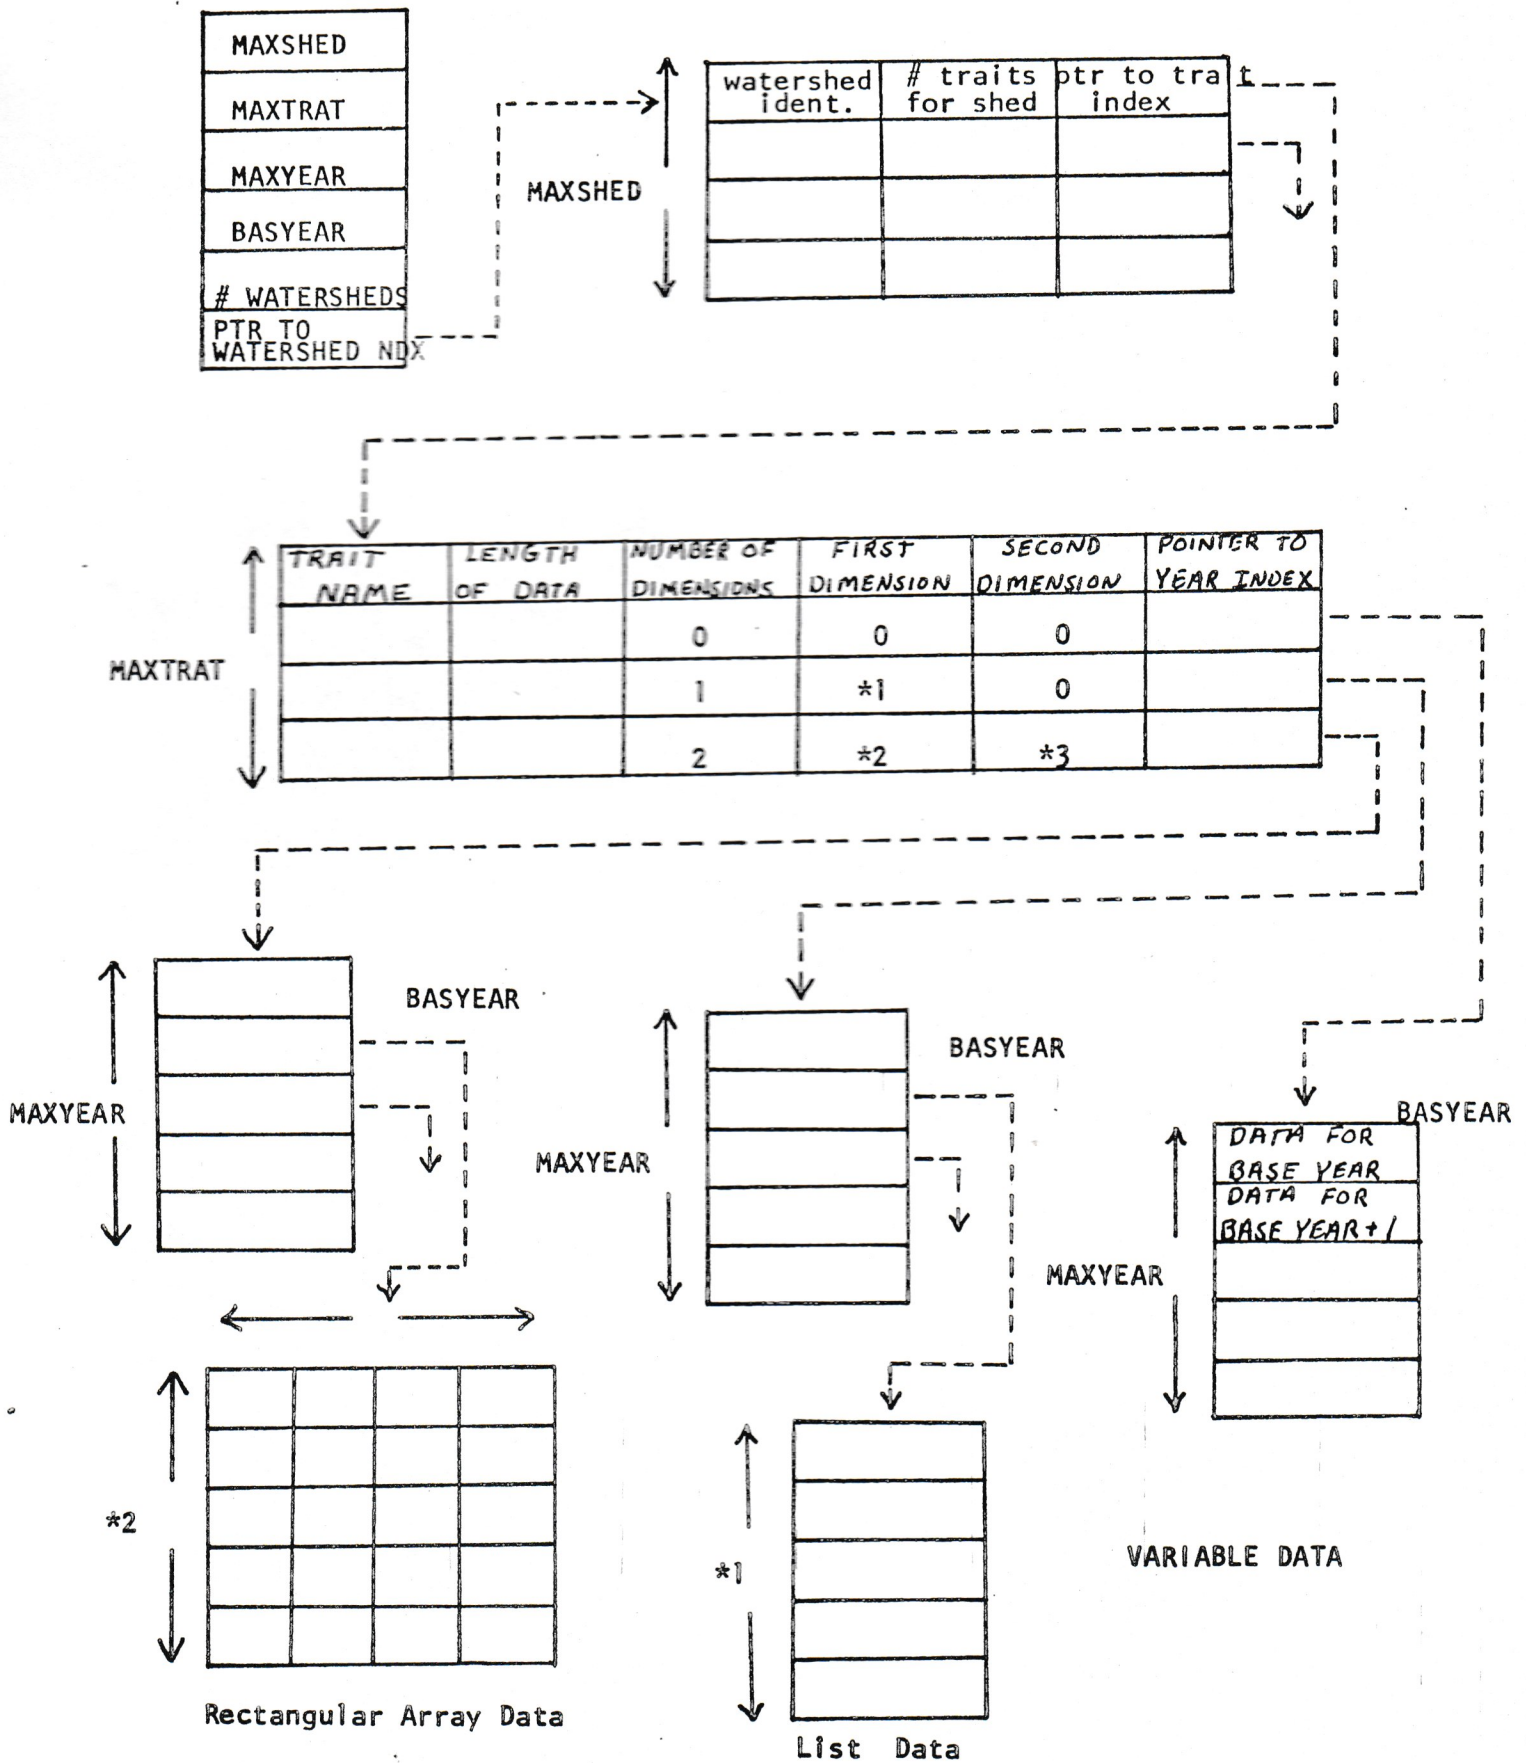 MAXSHED
MAXTRAT
MAXYEAR
BASYEAR
# WATERSHEDS
PTR TO
WATERSHED NDX
MAXSHED
watershed
ident.
# traits
for shed
ptr to tra t
index
MAXTRAT
TRAIT
NAME
LENGTH
OF DATA
NUMBER OF
DIMENSIONS
FIRST
DIMENSION
SECOND
DIMENSION
POINTER TO
YEAR INDEX
0 0 0
1 *1 0
2 *2 *3
BASYEAR
MAXYEAR
BASYEAR
MAXYEAR
BASYEAR
DATA FOR
BASE YEAR
DATA FOR
BASE YEAR+1
MAXYEAR
*2
Rectangular Array Data
*1
List Data
VARIABLE DATA